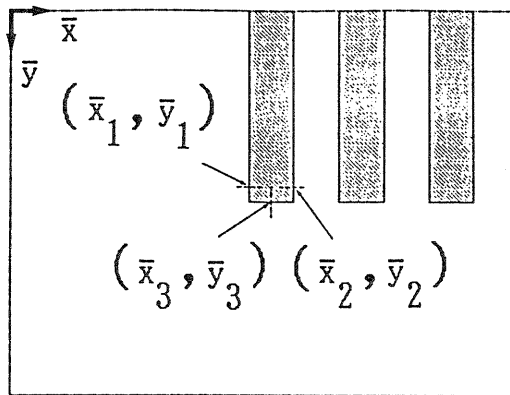 x̄
ȳ
(x̄₁, ȳ₁)
(x̄₃, ȳ₃) (x̄₂, ȳ₂)